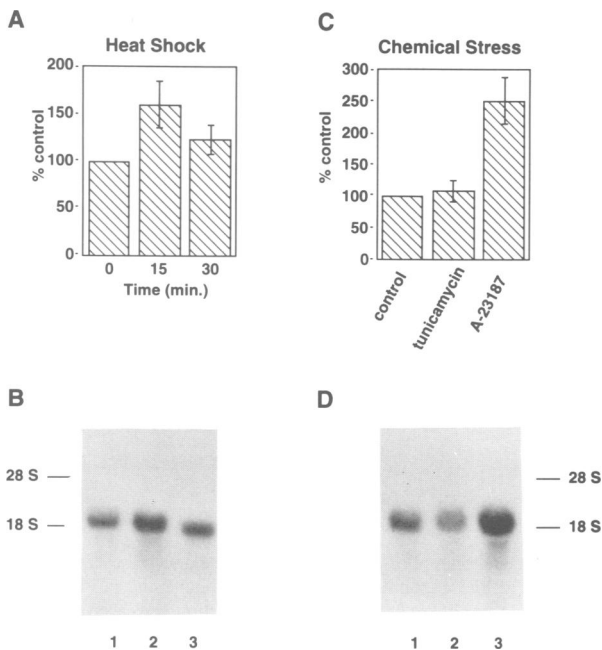 A
Heat Shock
% control
200
150
100
50
0
0 15 30
Time (min.)
C
Chemical Stress
% control
300
250
200
150
100
50
0
control
tunicamycin
A-23187
B
28 S
18 S
1 2 3
D
28 S
18 S
1 2 3